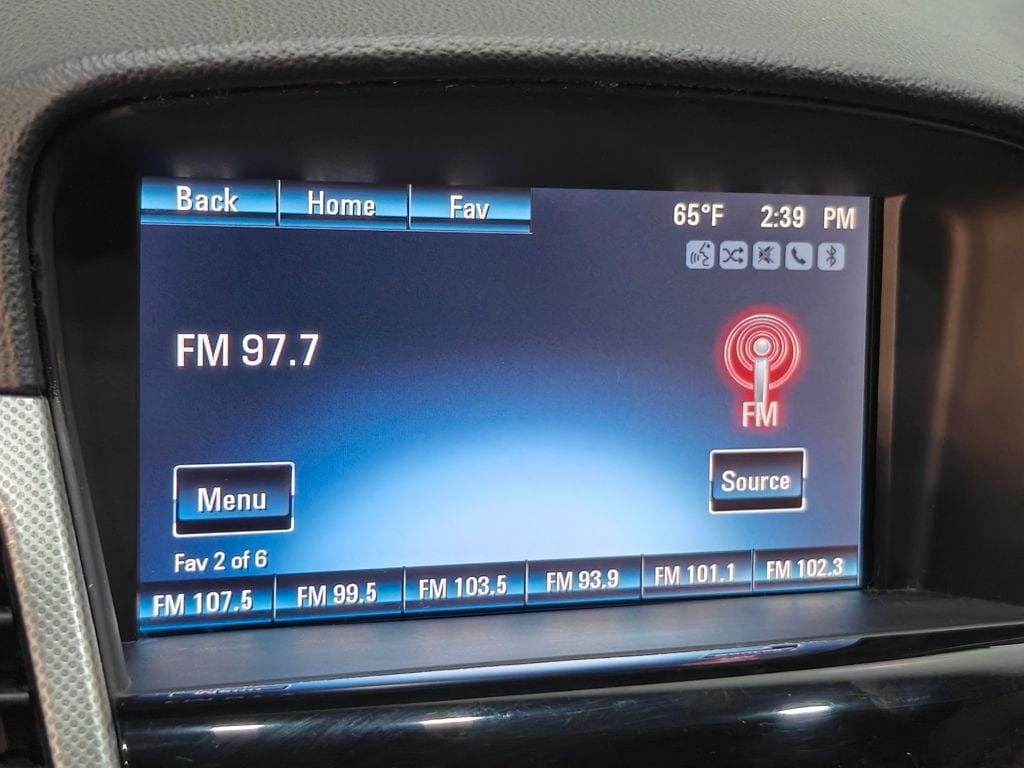 Back Home Fav
65°F 2:39 PM
FM 97.7
FM
Menu
Source
Fav 2 of 6
FM 107.5 FM 99.5 FM 103.5 FM 93.9 FM 101.1 FM 102.3